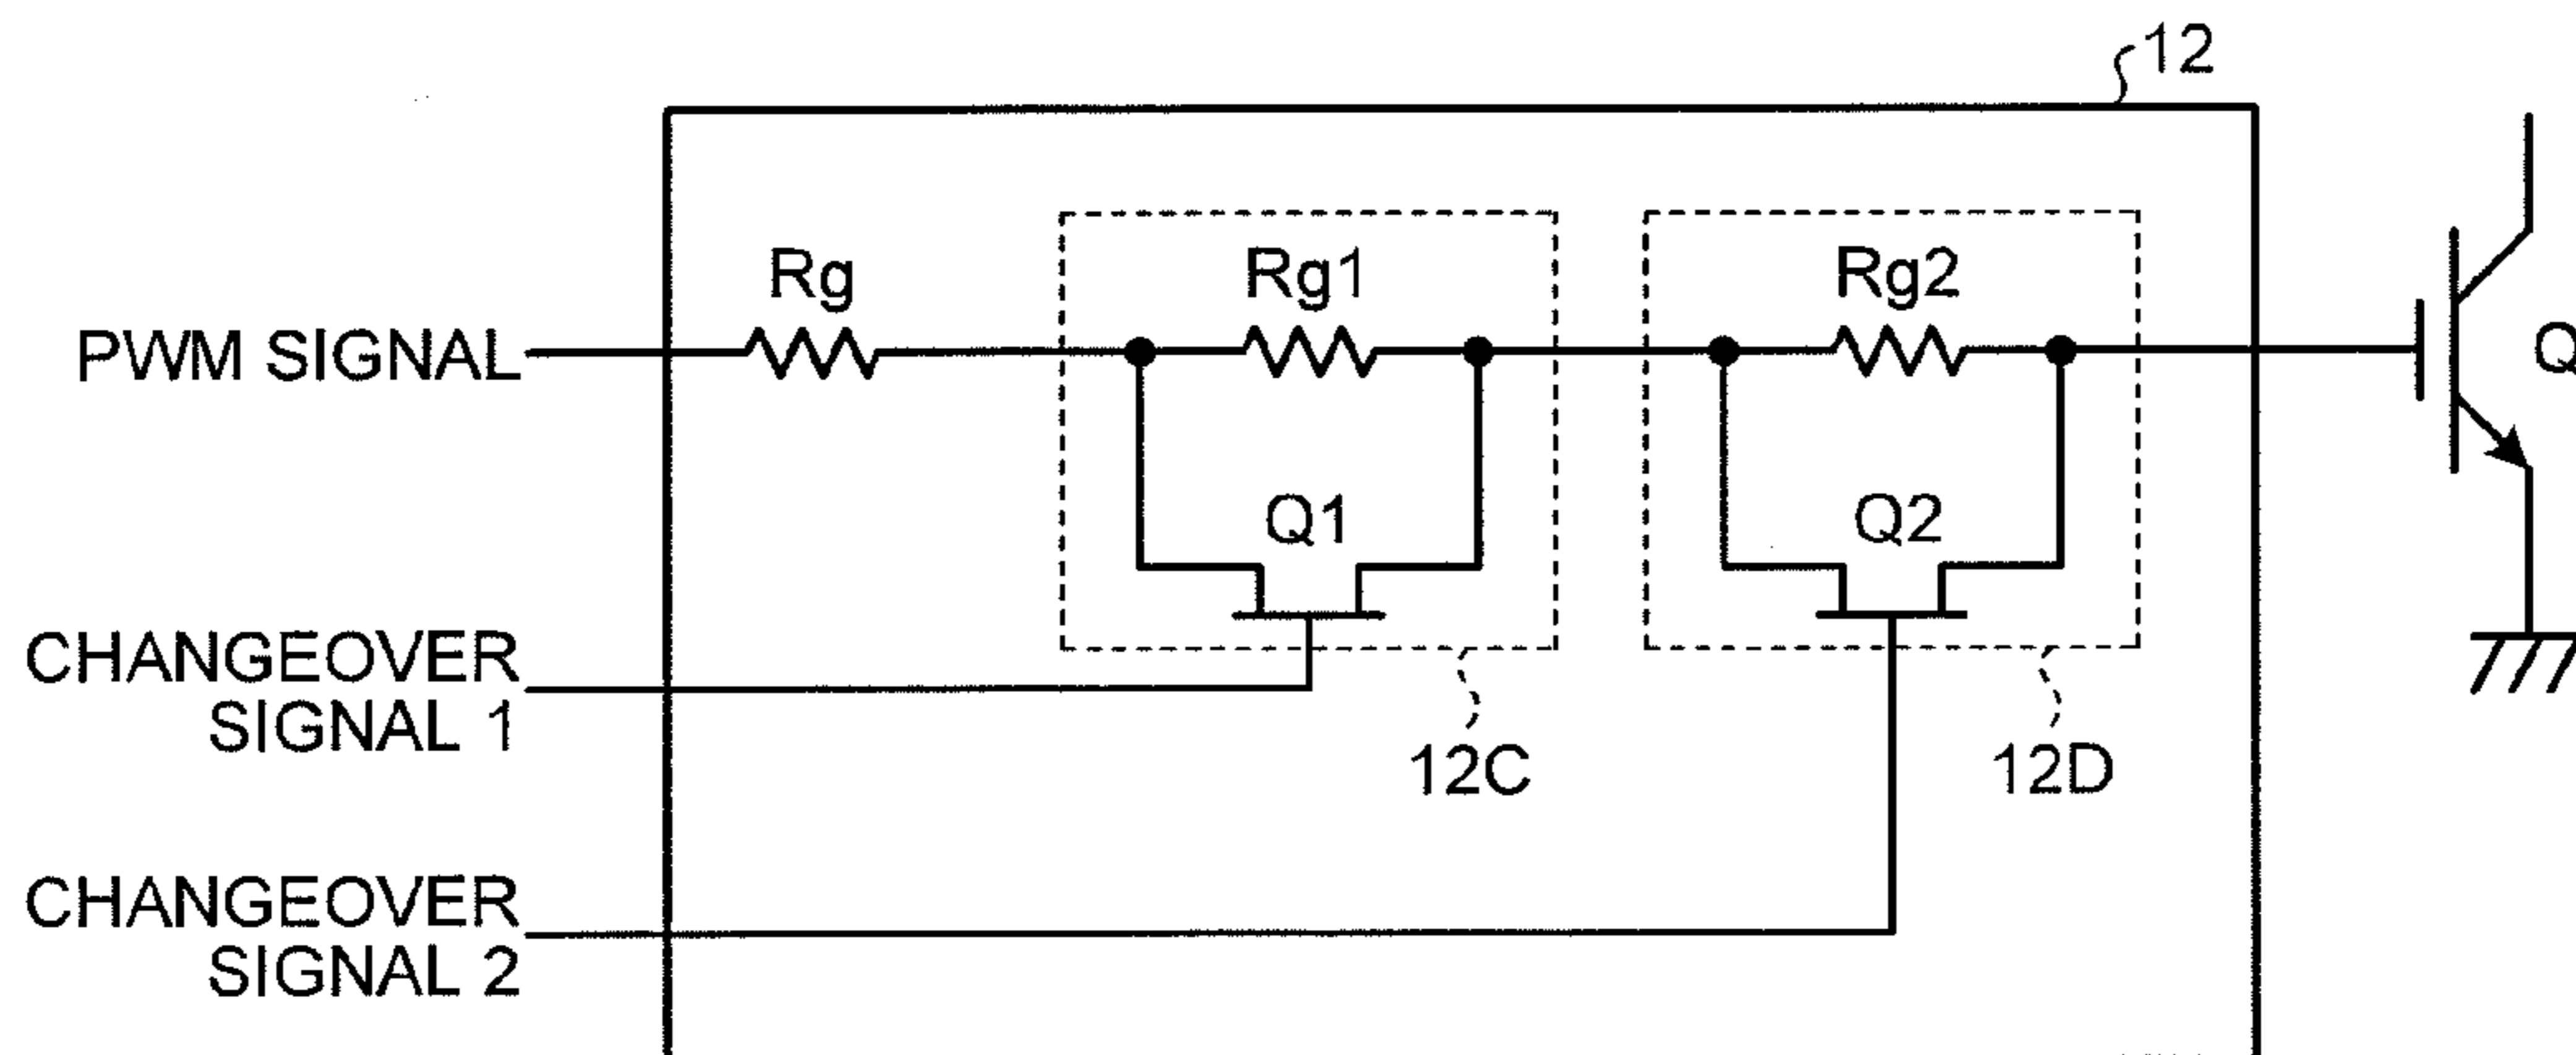 12
Rg
Rg1
Rg2
PWM SIGNAL
Q
Q1
Q2
CHANGEOVER
SIGNAL 1
12C
12D
CHANGEOVER
SIGNAL 2